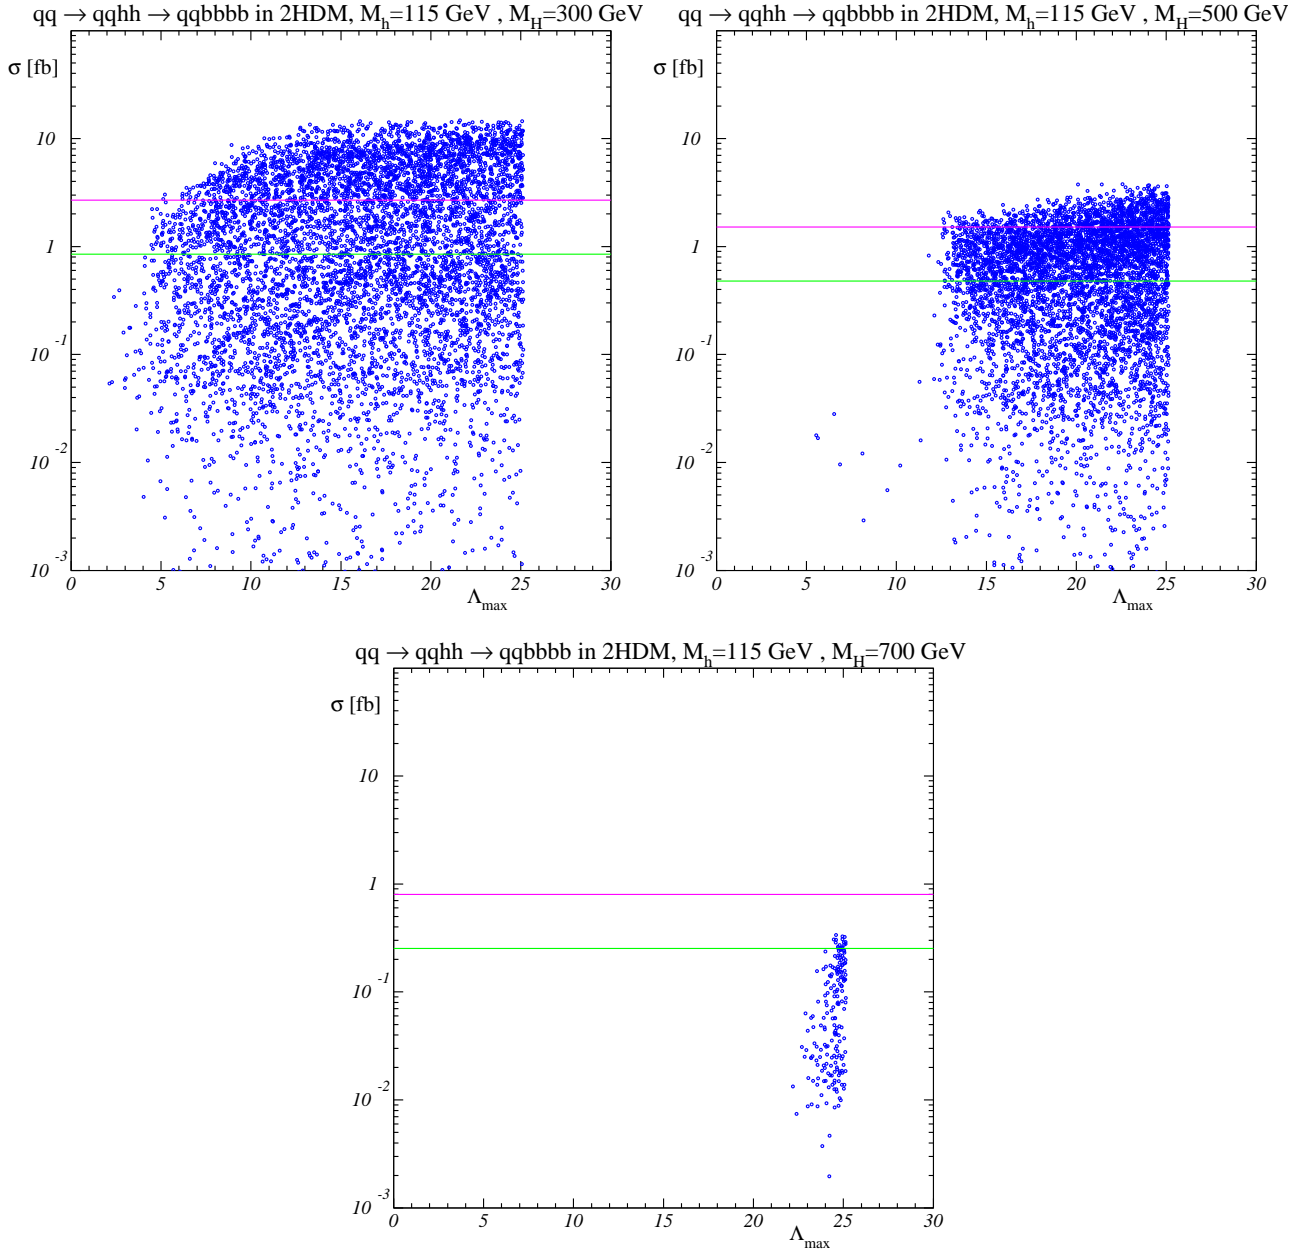 qq → qqhh → qqbbbb in 2HDM, M_h=115 GeV , M_H=300 GeV
σ [fb]
10
1
10 -1
10 -2
10 -3
0 5 10 15 20 25 30
Λ_max
qq → qqhh → qqbbbb in 2HDM, M_h=115 GeV , M_H=500 GeV
σ [fb]
10
1
10 -1
10 -2
10 -3
0 5 10 15 20 25 30
Λ_max
qq → qqhh → qqbbbb in 2HDM, M_h=115 GeV , M_H=700 GeV
σ [fb]
10
1
10 -1
10 -2
10 -3
0 5 10 15 20 25 30
Λ_max